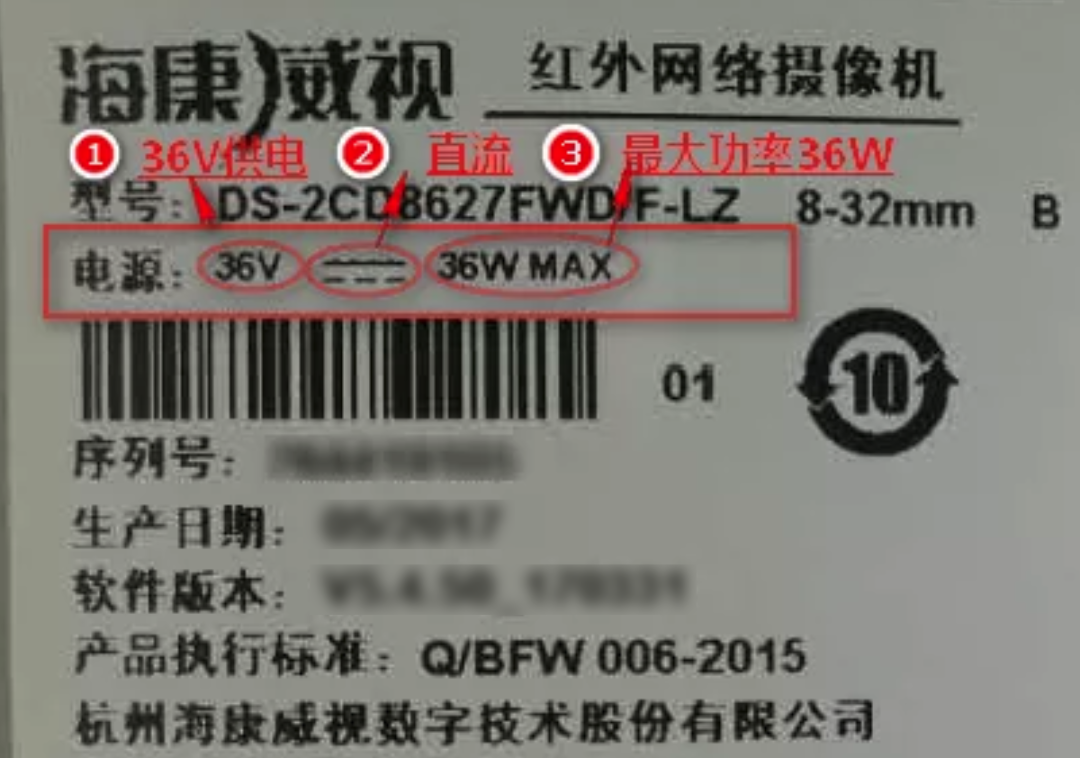 海康威视 红外网络摄像机
1 36V供电 2 直流 3 最大功率36W
型号: DS-2CD8627FWD/F-LZ 8-32mm B
电源: 36V 36W MAX
01 10
序列号:
生产日期:
软件版本:
产品执行标准: Q/BFW 006-2015
杭州海康威视数字技术股份有限公司